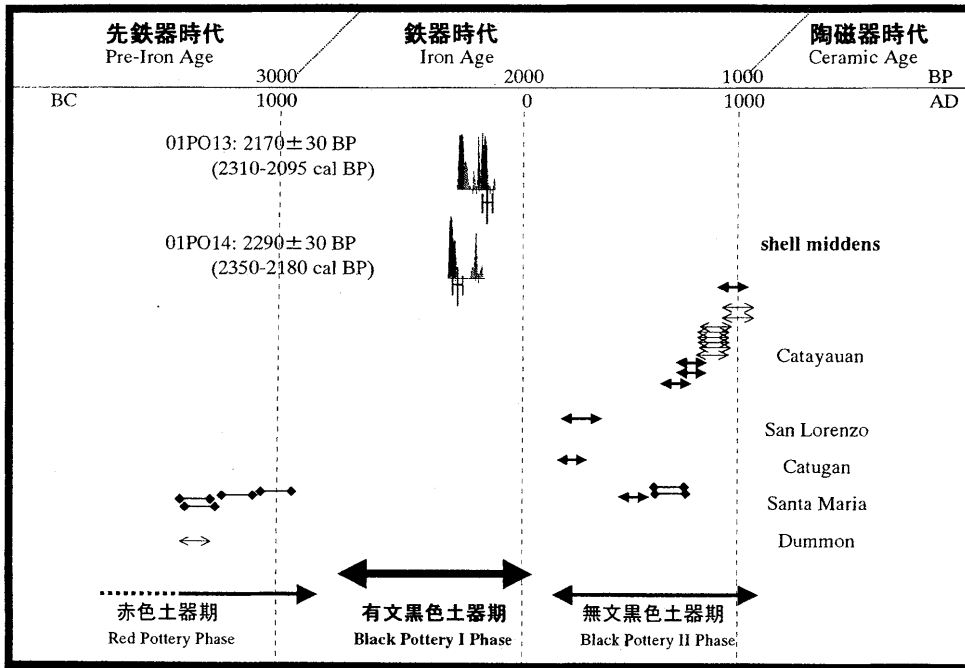 先鉄器時代 鉄器時代 陶磁器時代
Pre-Iron Age Iron Age Ceramic Age
3000 2000 1000 BP
BC 1000 0 1000 AD
01PO13: 2170±30 BP
(2310-2095 cal BP)
01PO14: 2290±30 BP
(2350-2180 cal BP)
shell middens
Catayauan
San Lorenzo
Catugan
Santa Maria
Dummon
赤色土器期 有文黒色土器期 無文黒色土器期
Red Pottery Phase Black Pottery I Phase Black Pottery II Phase